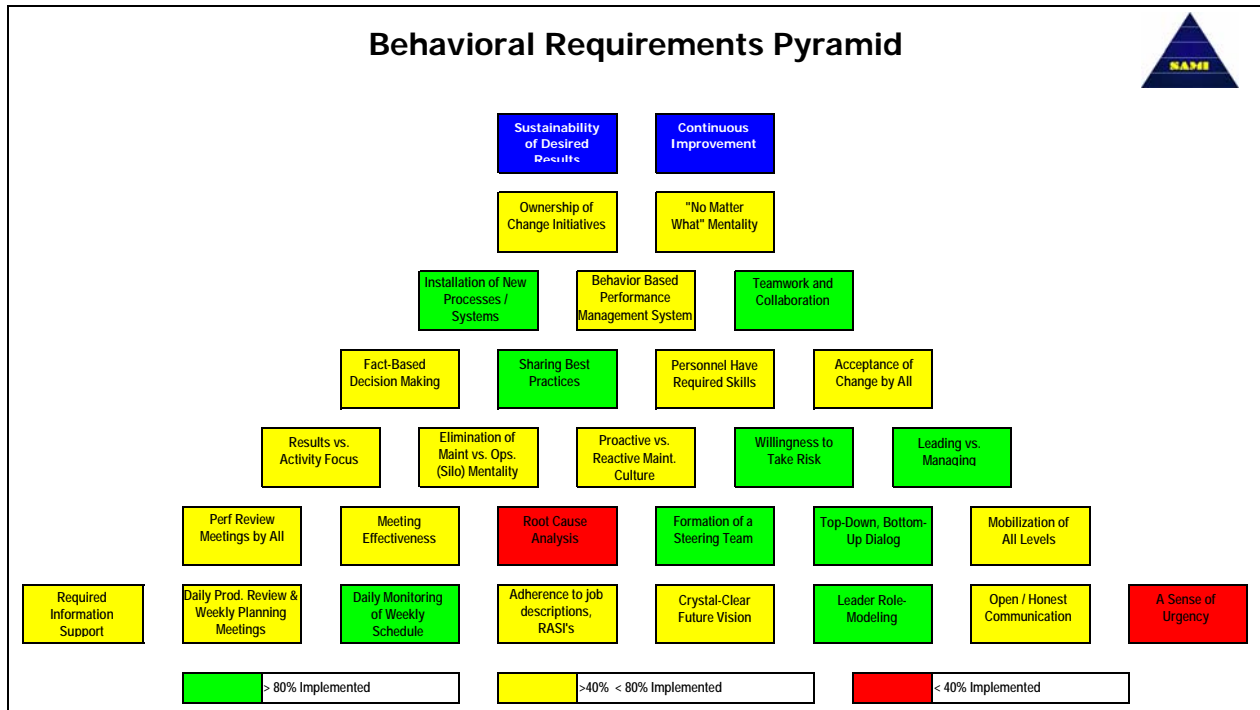 Behavioral Requirements Pyramid
SAMI
Sustainability
of Desired
Results
Continuous
Improvement
Ownership of
Change Initiatives
"No Matter
What" Mentality
Installation of New
Processes /
Systems
Behavior Based
Performance
Management System
Teamwork and
Collaboration
Fact-Based
Decision Making
Sharing Best
Practices
Personnel Have
Required Skills
Acceptance of
Change by All
Results vs.
Activity Focus
Elimination of
Maint vs. Ops.
(Silo) Mentality
Proactive vs.
Reactive Maint.
Culture
Willingness to
Take Risk
Leading vs.
Managing
Perf Review
Meetings by All
Meeting
Effectiveness
Root Cause
Analysis
Formation of a
Steering Team
Top-Down, Bottom-
Up Dialog
Mobilization of
All Levels
Required
Information
Support
Daily Prod. Review &
Weekly Planning
Meetings
Daily Monitoring
of Weekly
Schedule
Adherence to job
descriptions,
RASI's
Crystal-Clear
Future Vision
Leader Role-
Modeling
Open / Honest
Communication
A Sense of
Urgency
> 80% Implemented
>40% < 80% Implemented
< 40% Implemented